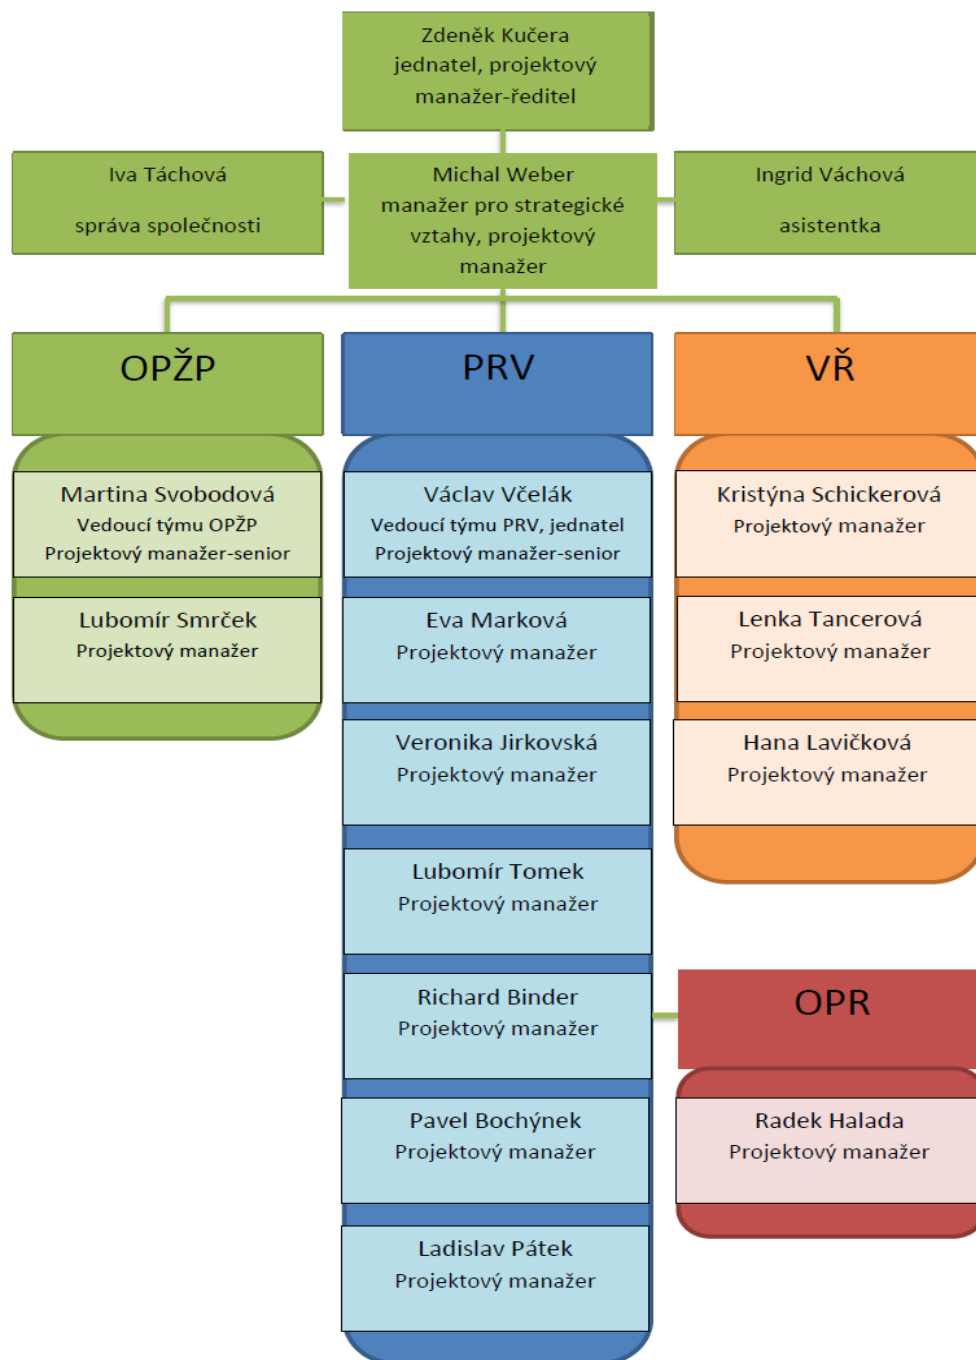 Zdeněk Kučera
jednatel, projektový
manažer-ředitel
Iva Táchová
správa společnosti
Michal Weber
manažer pro strategické
vztahy, projektový
manažer
Ingrid Váchová
asistentka
OPŽP
Martina Svobodová
Vedoucí týmu OPŽP
Projektový manažer-senior
Lubomír Smrček
Projektový manažer
PRV
Václav Včelák
Vedoucí týmu PRV, jednatel
Projektový manažer-senior
Eva Marková
Projektový manažer
Veronika Jirkovská
Projektový manažer
Lubomír Tomek
Projektový manažer
Richard Binder
Projektový manažer
Pavel Bochýnek
Projektový manažer
Ladislav Pátek
Projektový manažer
VŘ
Kristýna Schickerová
Projektový manažer
Lenka Tancerová
Projektový manažer
Hana Lavičková
Projektový manažer
OPR
Radek Halada
Projektový manažer